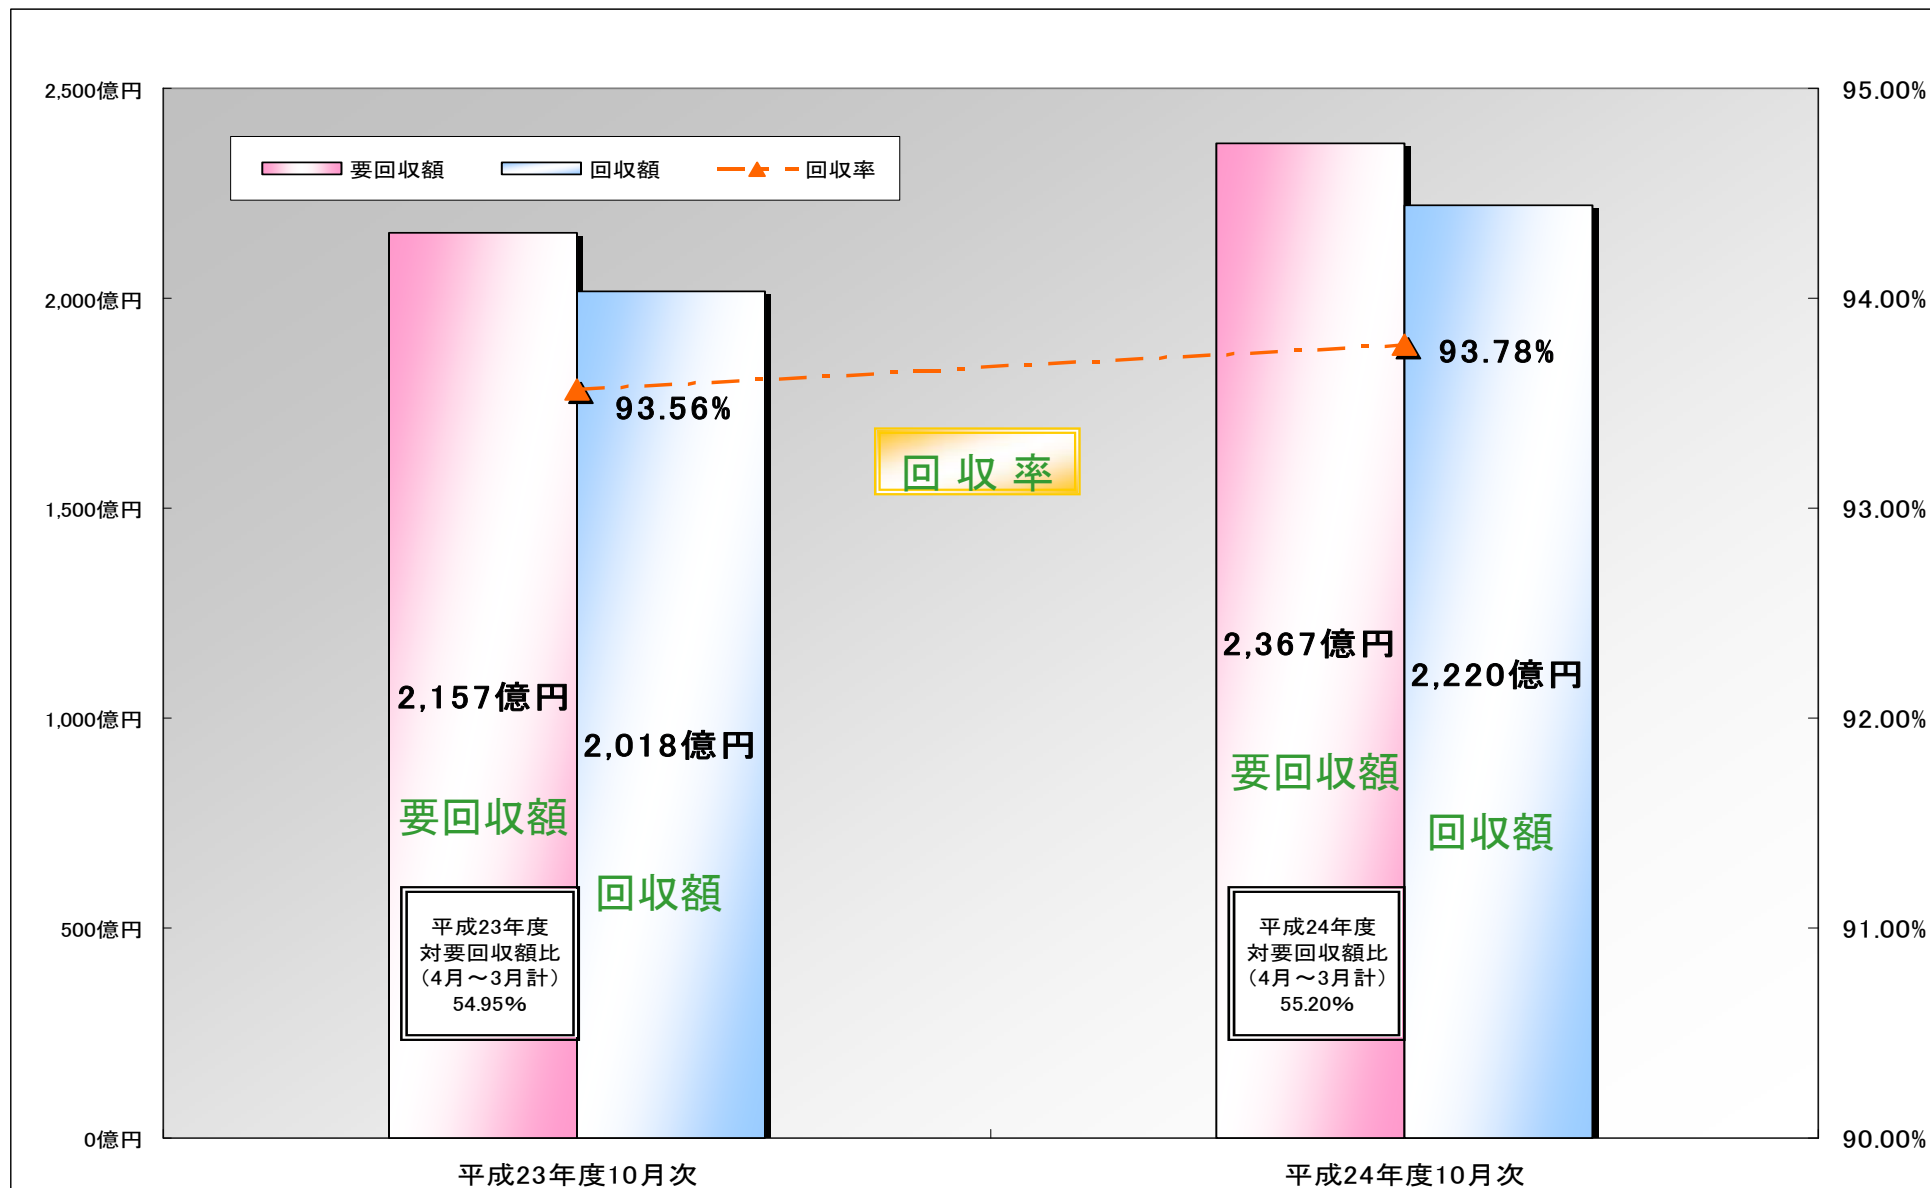 2,500億円
2,000億円
1,500億円
1,000億円
500億円
0億円
95.00%
94.00%
93.00%
92.00%
91.00%
90.00%
要回収額
回収額
回収率
93.56%
93.78%
回収率
2,157億円
2,018億円
要回収額
回収額
平成23年度
対要回収額比
(4月～3月計)
54.95%
2,367億円
2,220億円
要回収額
回収額
平成24年度
対要回収額比
(4月～3月計)
55.20%
平成23年度10月次
平成24年度10月次